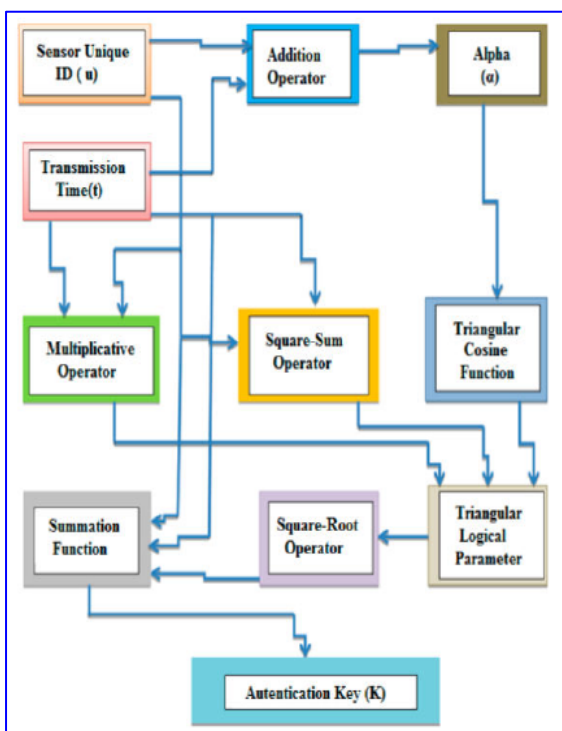 Sensor Unique
ID ( u)
Addition
Operator
Alpha
(α)
Transmission
Time(t)
Multiplicative
Operator
Square-Sum
Operator
Triangular
Cosine
Function
Summation
Function
Square-Root
Operator
Triangular
Logical
Parameter
Autentication Key (K)